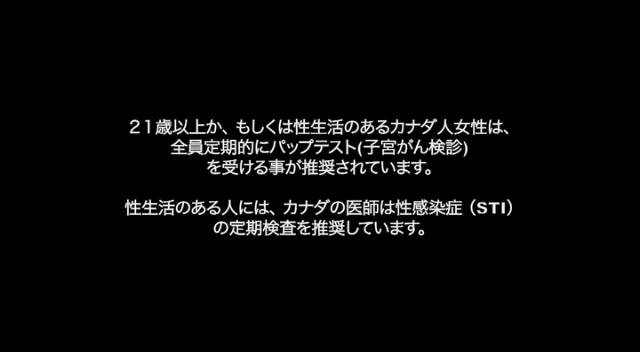 21歳以上か、もしくは性生活のあるカナダ人女性は、
全員定期的にパップテスト(子宮がん検診)
を受ける事が推奨されています。
性生活のある人には、カナダの医師は性感染症（STI）
の定期検査を推奨しています。